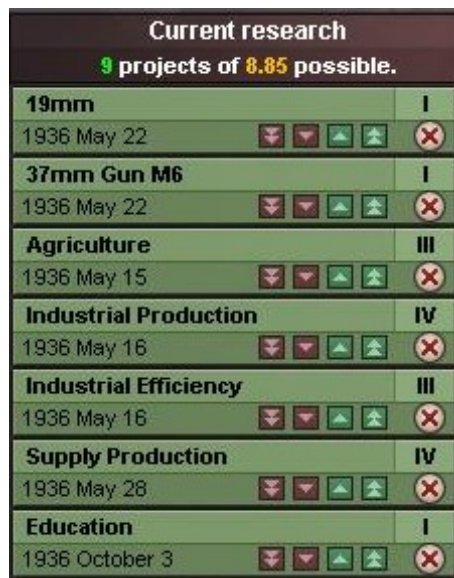 Current research
9 projects of 8.85 possible.
19mm I
1936 May 22
37mm Gun M6 I
1936 May 22
Agriculture III
1936 May 15
Industrial Production IV
1936 May 16
Industrial Efficiency III
1936 May 16
Supply Production IV
1936 May 28
Education I
1936 October 3